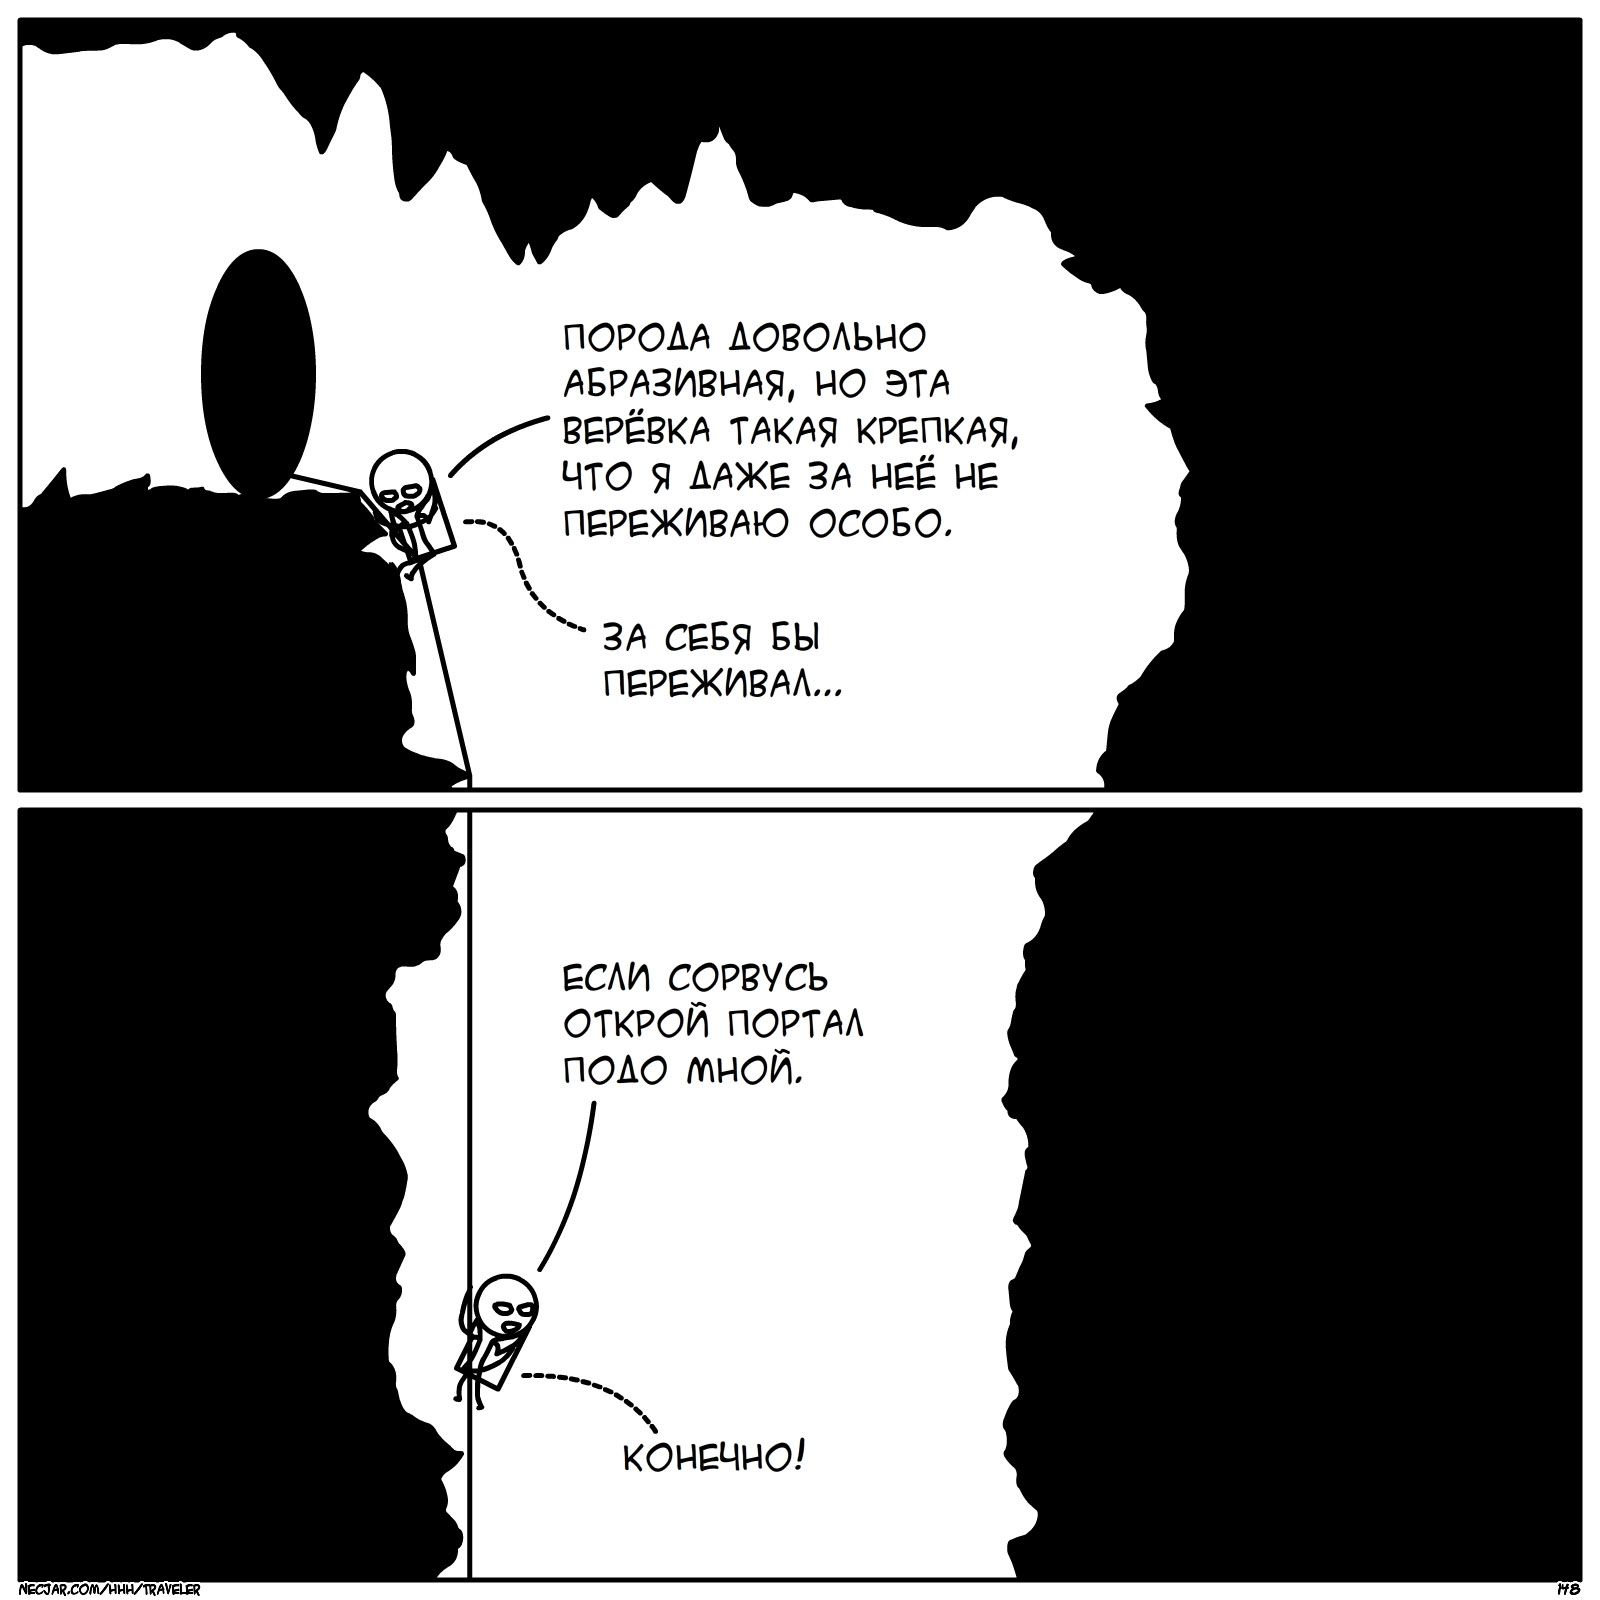 ПОРОДА ДОВОЛЬНО
АБРАЗИВНАЯ, НО ЭТА
ВЕРЁВКА ТАКАЯ КРЕПКАЯ,
ЧТО Я ДАЖЕ ЗА НЕЁ НЕ
ПЕРЕЖИВАЮ ОСОБО.
ЗА СЕБЯ БЫ
ПЕРЕЖИВАЛ...
ЕСЛИ СОРВУСЬ
ОТКРОЙ ПОРТАЛ
ПОДО МНОЙ.
КОНЕЧНО!
NECJAR.COM/HHH/TRAVELER
148